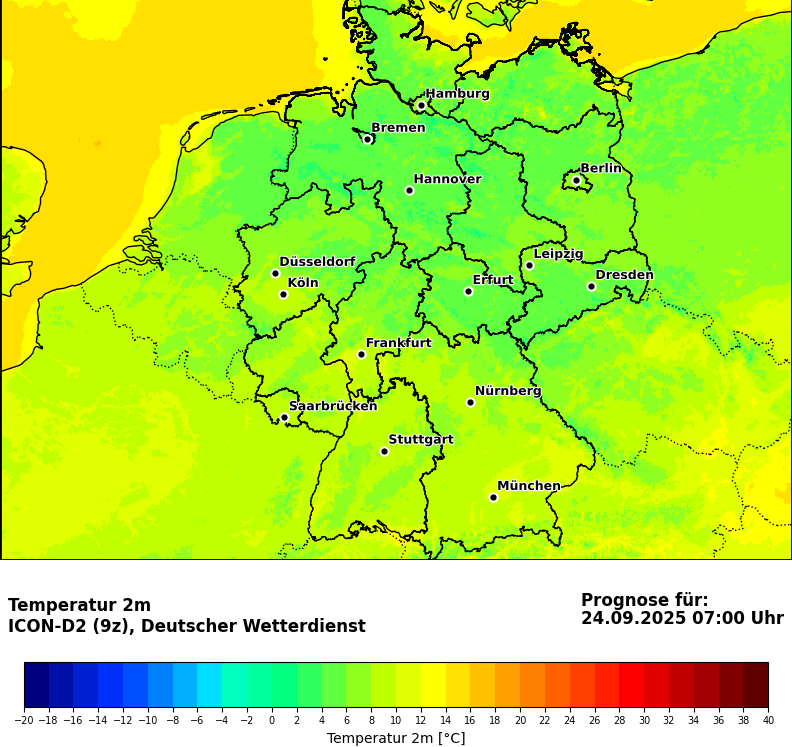 Hamburg
Bremen
Berlin
Hannover
Leipzig
Düsseldorf
Dresden
Köln
Erfurt
Frankfurt
Nürnberg
Saarbrücken
Stuttgart
München
Temperatur 2m
ICON-D2 (9z), Deutscher Wetterdienst
Prognose für:
24.09.2025 07:00 Uhr
−20 −18 −16 −14 −12 −10 −8 −6 −4 −2 0 2 4 6 8 10 12 14 16 18 20 22 24 26 28 30 32 34 36 38 40
Temperatur 2m [°C]